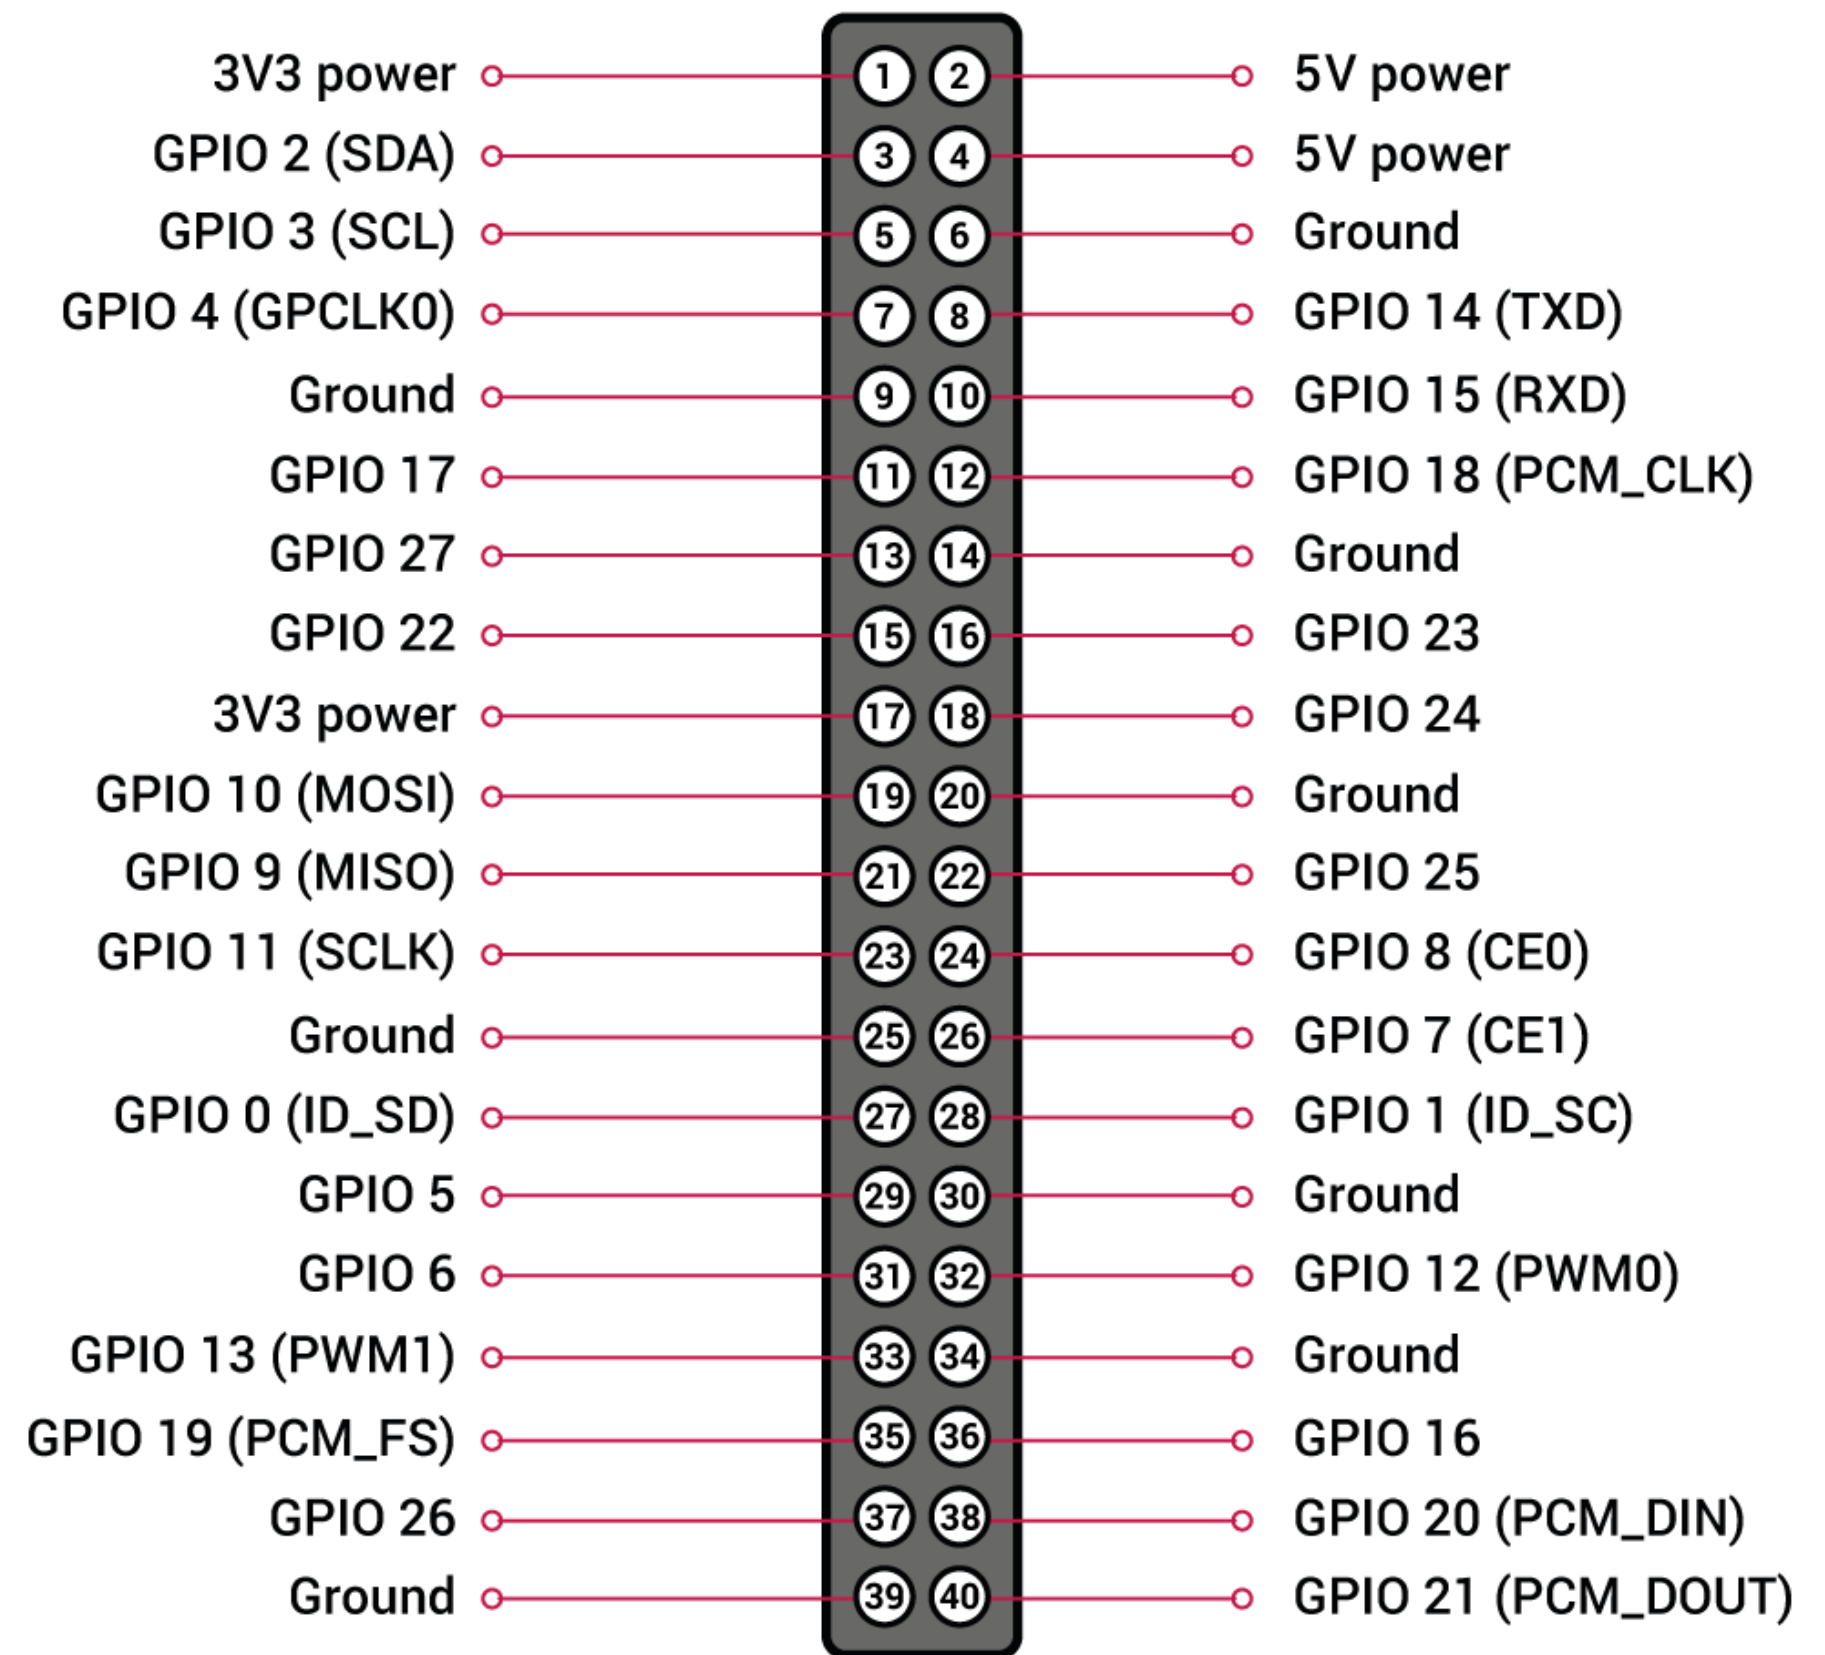 3V3 power 1 2 5V power
GPIO 2 (SDA) 3 4 5V power
GPIO 3 (SCL) 5 6 Ground
GPIO 4 (GPCLK0) 7 8 GPIO 14 (TXD)
Ground 9 10 GPIO 15 (RXD)
GPIO 17 11 12 GPIO 18 (PCM_CLK)
GPIO 27 13 14 Ground
GPIO 22 15 16 GPIO 23
3V3 power 17 18 GPIO 24
GPIO 10 (MOSI) 19 20 Ground
GPIO 9 (MISO) 21 22 GPIO 25
GPIO 11 (SCLK) 23 24 GPIO 8 (CE0)
Ground 25 26 GPIO 7 (CE1)
GPIO 0 (ID_SD) 27 28 GPIO 1 (ID_SC)
GPIO 5 29 30 Ground
GPIO 6 31 32 GPIO 12 (PWM0)
GPIO 13 (PWM1) 33 34 Ground
GPIO 19 (PCM_FS) 35 36 GPIO 16
GPIO 26 37 38 GPIO 20 (PCM_DIN)
Ground 39 40 GPIO 21 (PCM_DOUT)